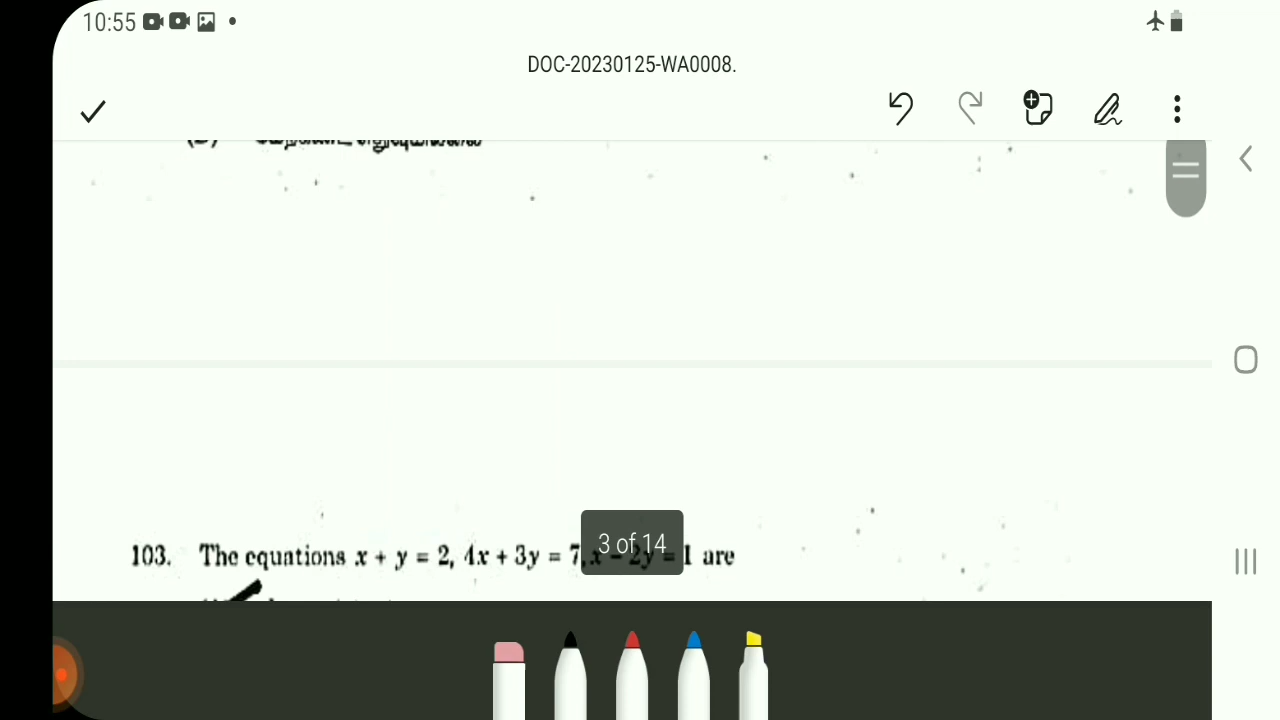 10:55
DOC-20230125-WA0008.
3 of 14
103. The equations x + y = 2, 4x + 3y = 7, x − 2y = 1 are